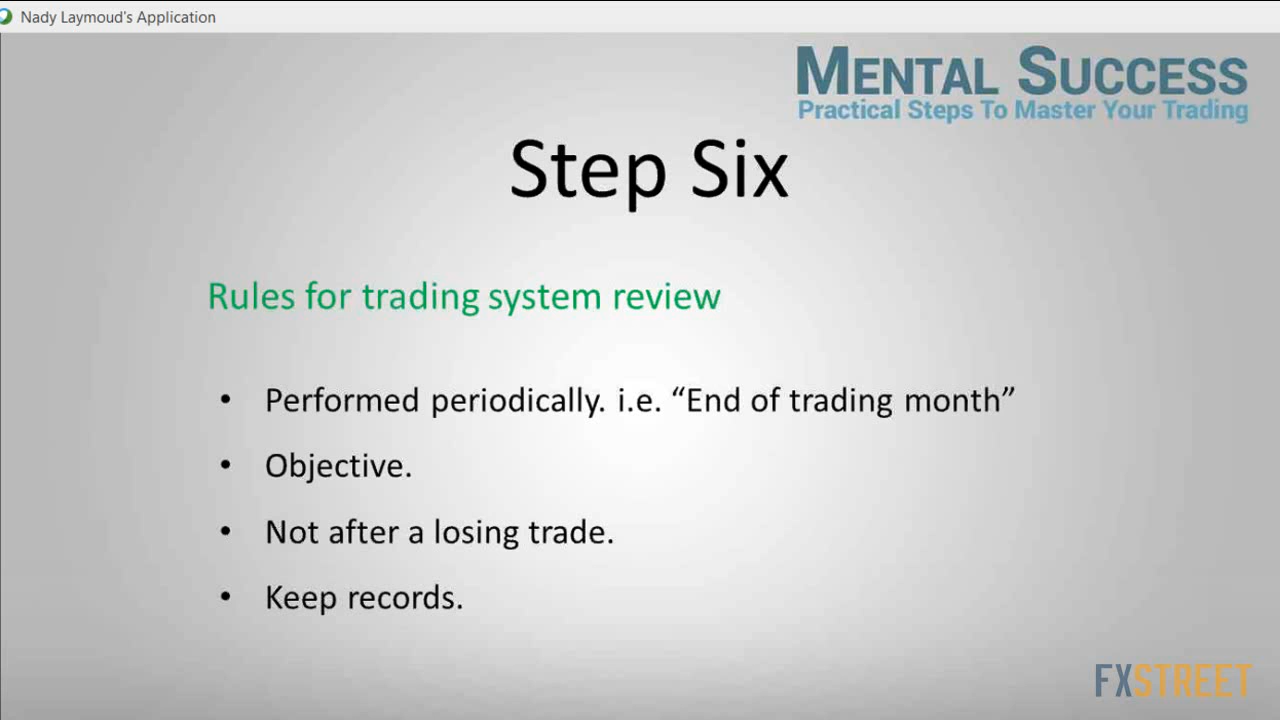 Nady Laymoud's Application
MENTAL SUCCESS
Practical Steps To Master Your Trading
Step Six
Rules for trading system review
• Performed periodically. i.e. “End of trading month”
• Objective.
• Not after a losing trade.
• Keep records.
FXSTREET